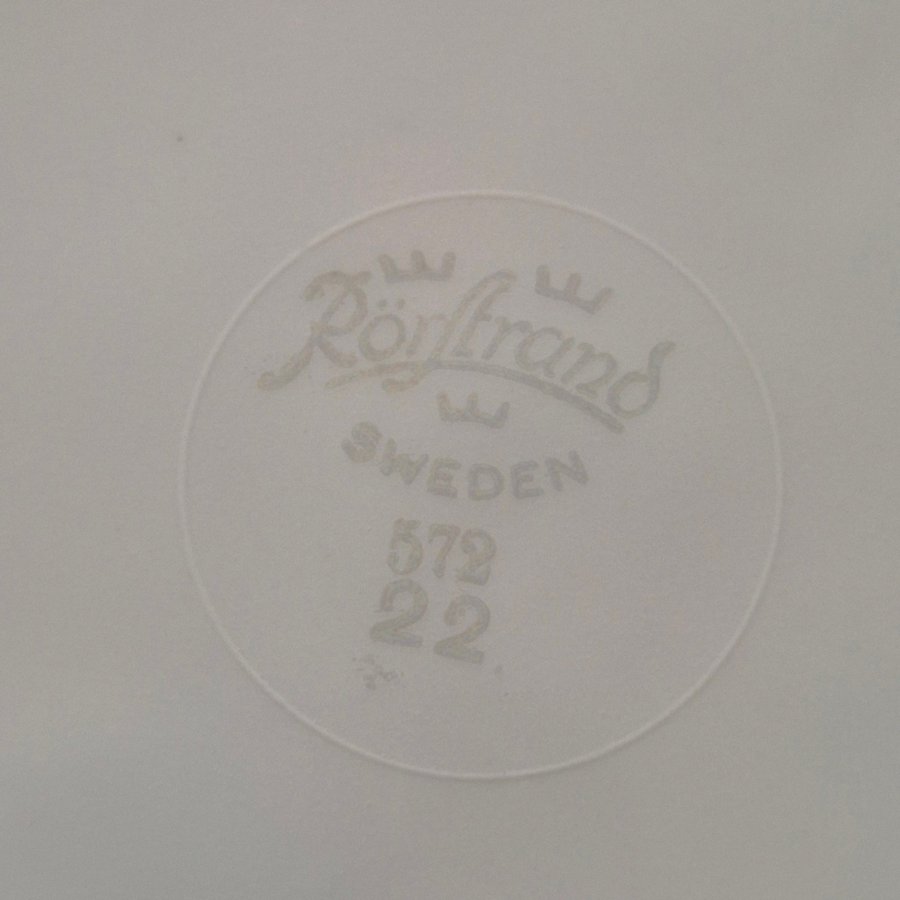 Rörstrand
SWEDEN
572
22